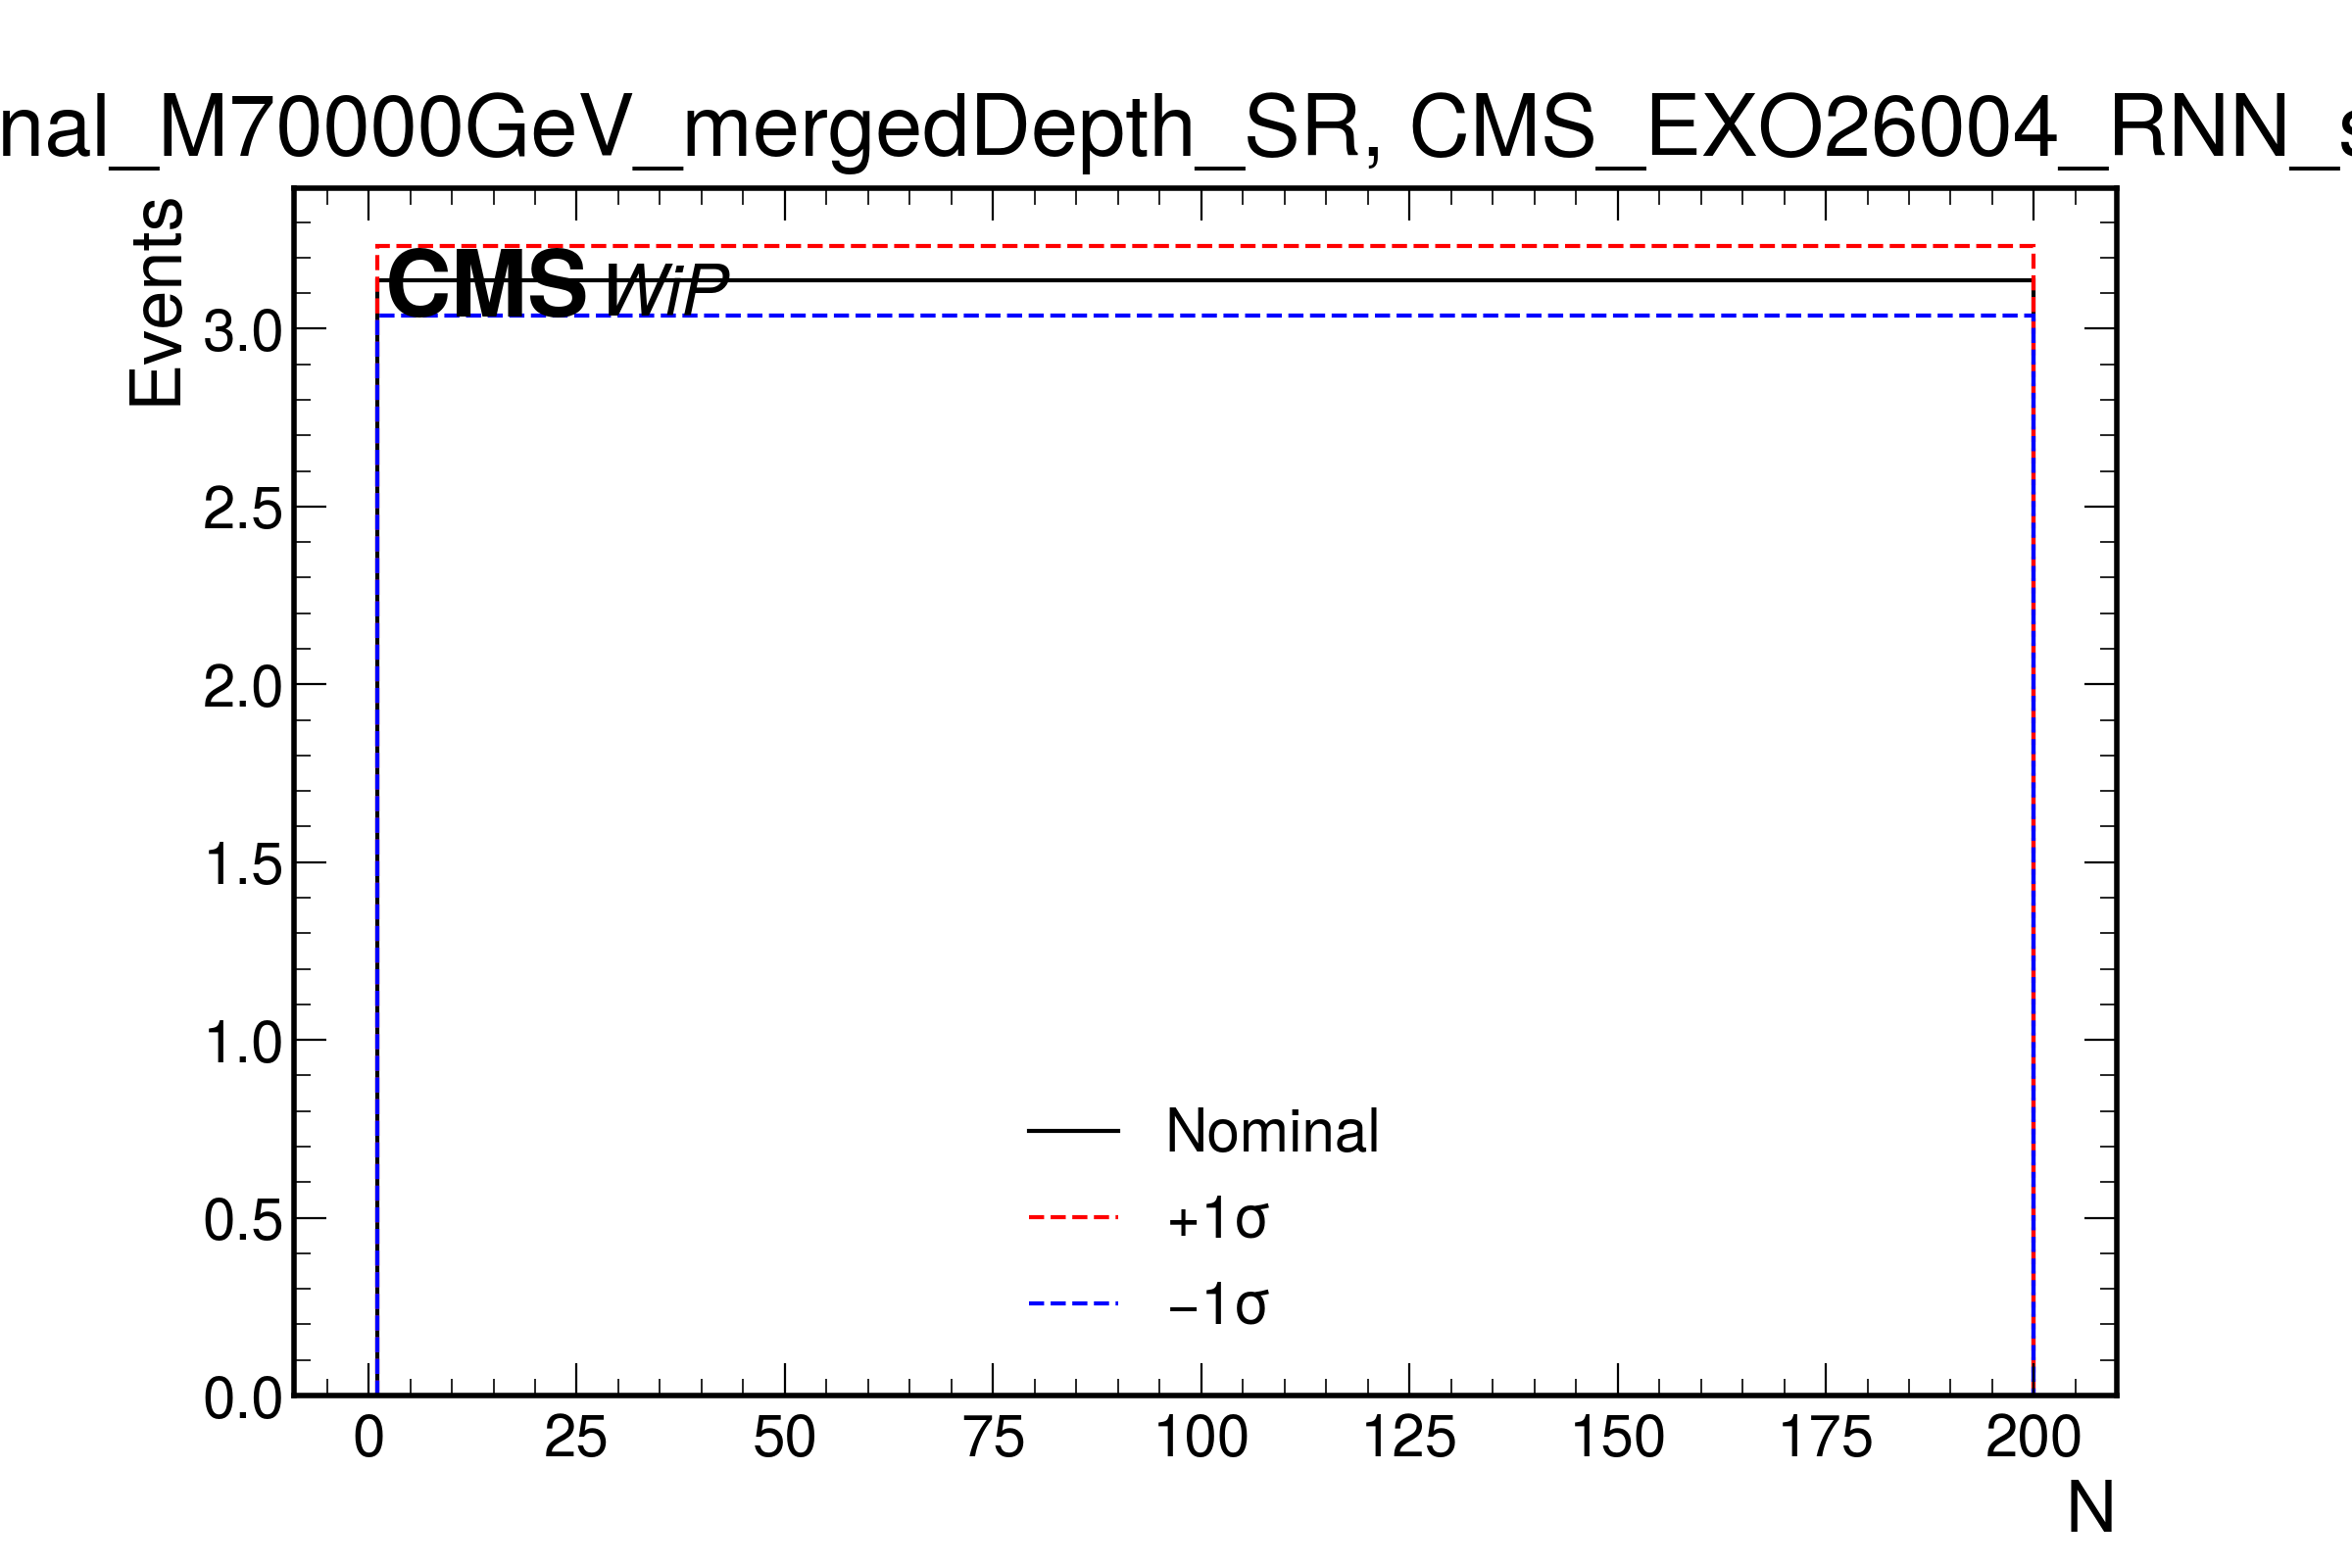 nal_M70000GeV_mergedDepth_SR, CMS_EXO26004_RNN_s
Events
CMS WiP
3.0
2.5
2.0
1.5
1.0
0.5
0.0
Nominal
+1σ
−1σ
0 25 50 75 100 125 150 175 200
N